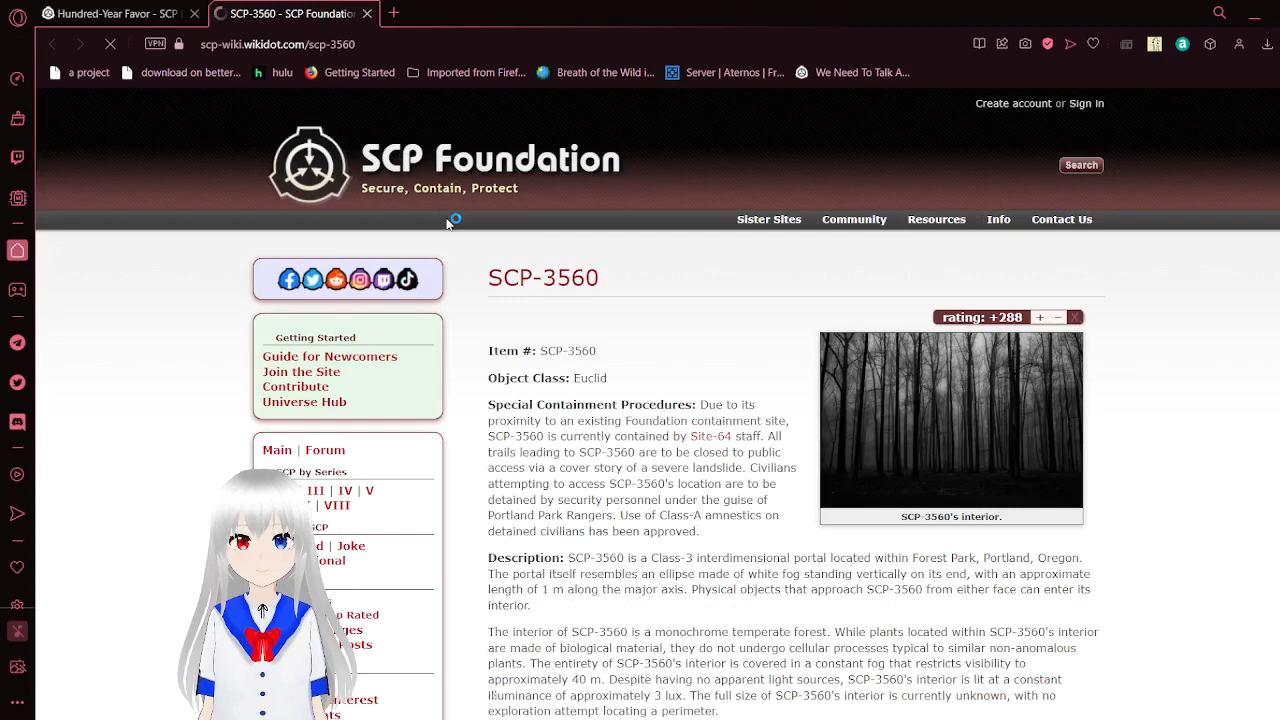 Hundred-Year Favor - SCP
SCP-3560 - SCP Foundation
VPN
scp-wiki.wikidot.com/scp-3560
a project
download on better...
hulu
Getting Started
Imported from Firef...
Breath of the Wild i...
Server | Aternos | Fr...
We Need To Talk A...
Create account or Sign In
SCP Foundation
Secure, Contain, Protect
Search
Sister Sites
Community
Resources
Info
Contact Us
Getting Started
Guide for Newcomers
Join the Site
Contribute
Universe Hub
Main | Forum
SCP by Series
III | IV | V
| VIII
SCP
Joke
SCP-3560
rating: +288 + – X
Item #: SCP-3560
Object Class: Euclid
Special Containment Procedures: Due to its
proximity to an existing Foundation containment site,
SCP-3560 is currently contained by Site-64 staff. All
trails leading to SCP-3560 are to be closed to public
access via a cover story of a severe landslide. Civilians
attempting to access SCP-3560's location are to be
detained by security personnel under the guise of
Portland Park Rangers. Use of Class-A amnestics on
detained civilians has been approved.
SCP-3560's interior.
Description: SCP-3560 is a Class-3 interdimensional portal located within Forest Park, Portland, Oregon.
The portal itself resembles an ellipse made of white fog standing vertically on its end, with an approximate
length of 1 m along the major axis. Physical objects that approach SCP-3560 from either face can enter its
interior.
The interior of SCP-3560 is a monochrome temperate forest. While plants located within SCP-3560's interior
are made of biological material, they do not undergo cellular processes typical to similar non-anomalous
plants. The entirety of SCP-3560's interior is covered in a constant fog that restricts visibility to
approximately 40 m. Despite having no apparent light sources, SCP-3560's interior is lit at a constant
illuminance of approximately 3 lux. The full size of SCP-3560's interior is currently unknown, with no
exploration attempt locating a perimeter.